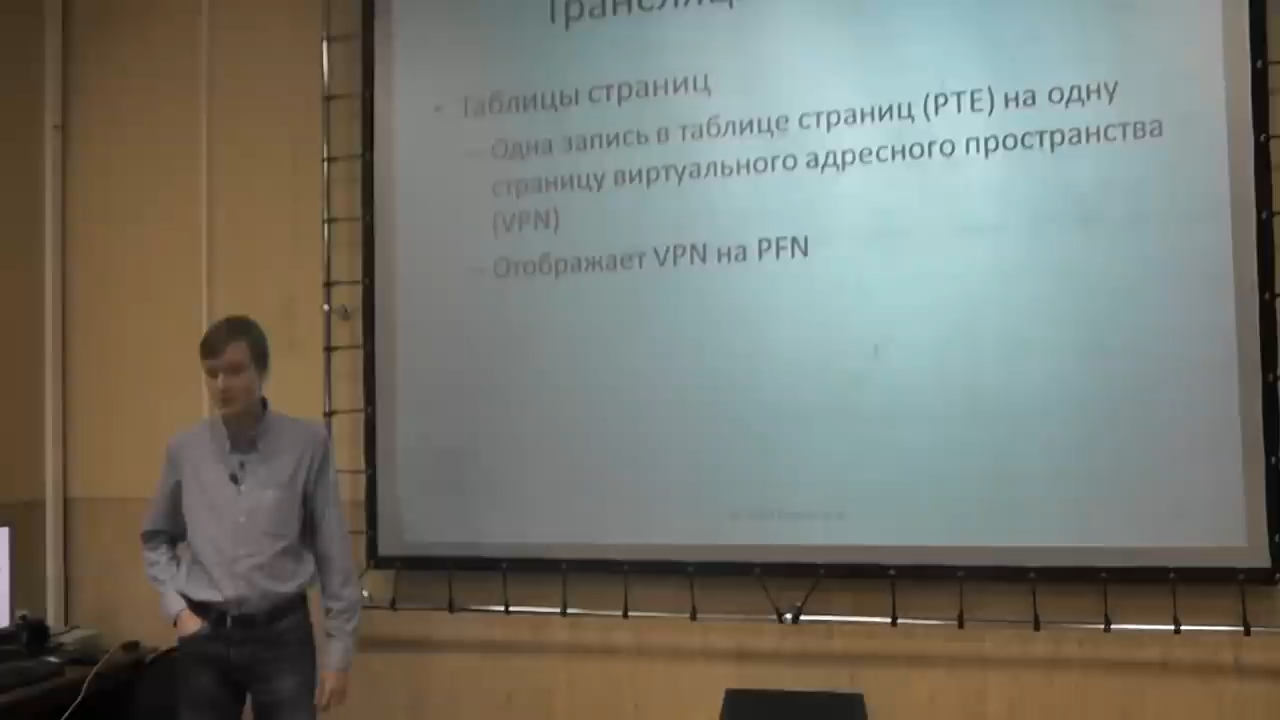 Таблицы страниц
Одна запись в таблице страниц (PTE) на одну
страницу виртуального адресного пространства
(VPN)
Отображает VPN на PFN